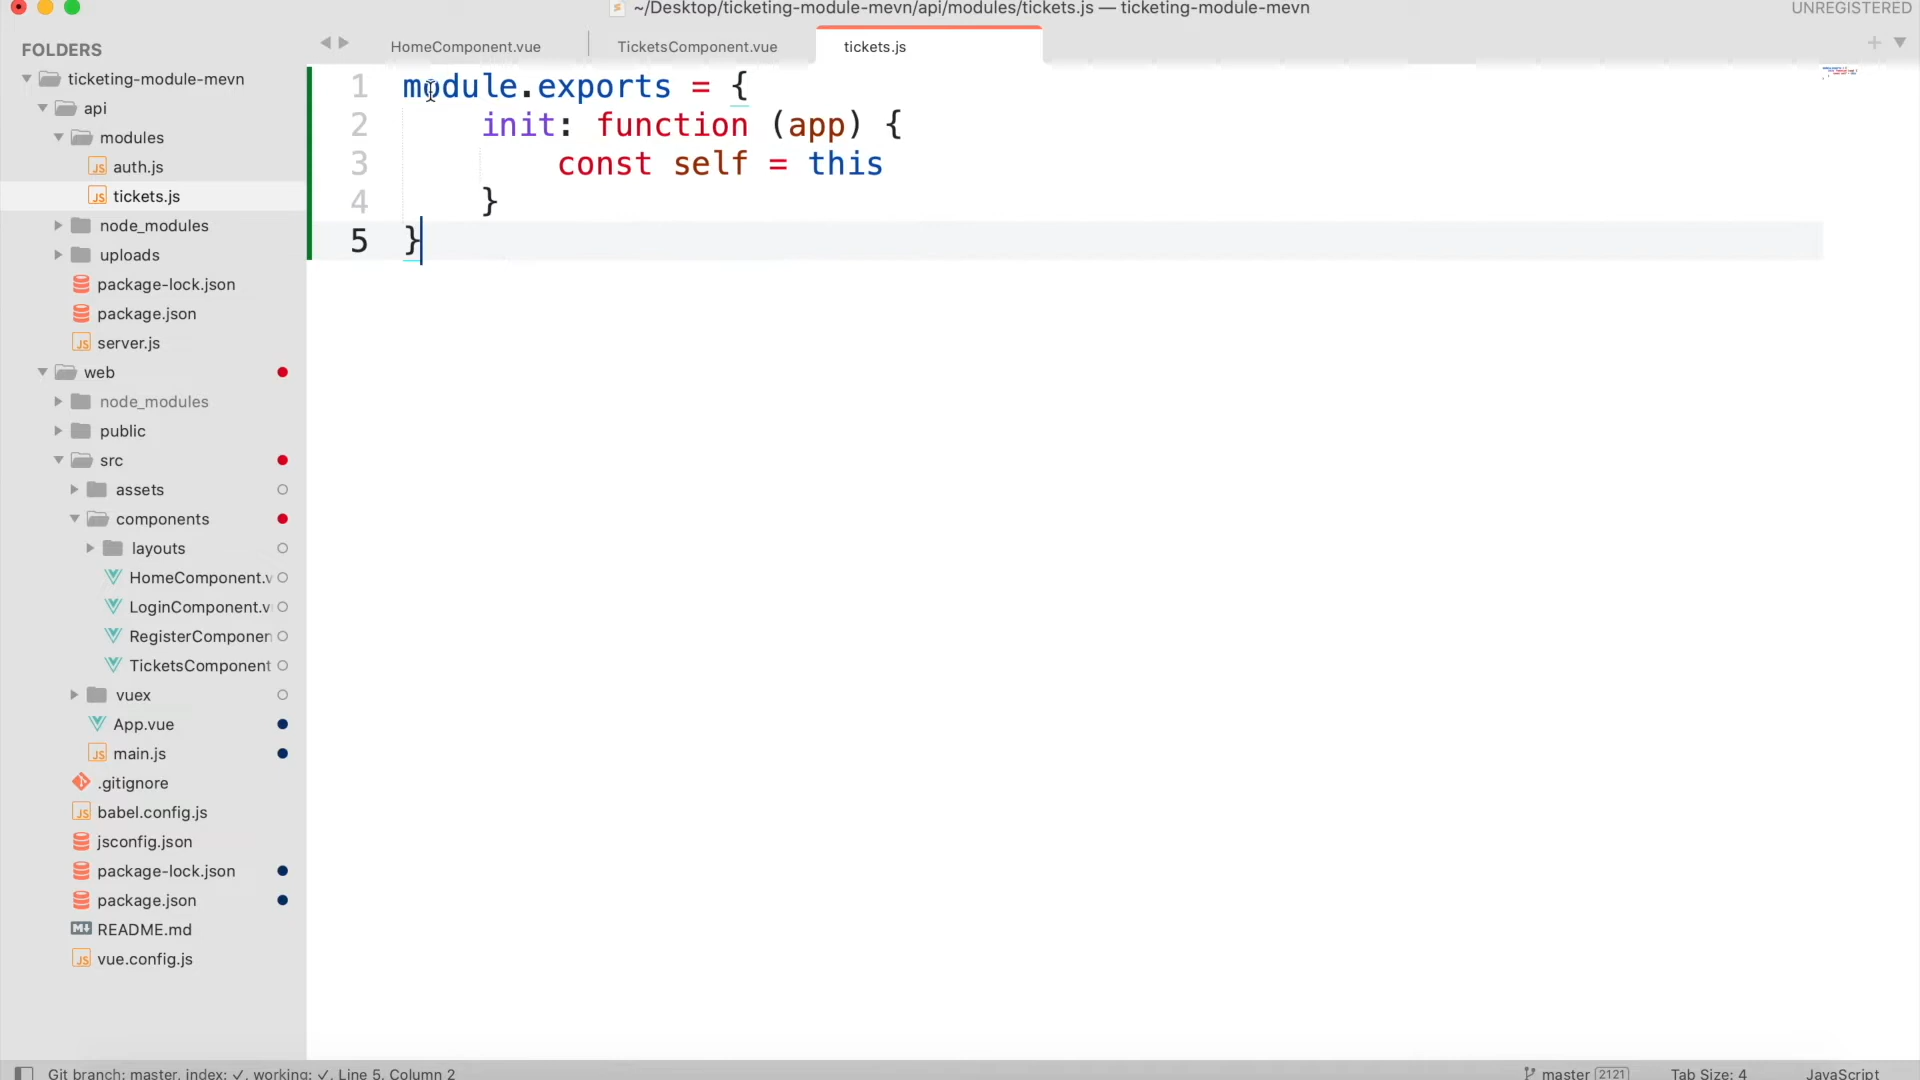 ~/Desktop/ticketing-module-mevn/api/modules/tickets.js — ticketing-module-mevn
UNREGISTERED
FOLDERS
ticketing-module-mevn
api
modules
auth.js
tickets.js
node_modules
uploads
package-lock.json
package.json
server.js
web
node_modules
public
src
assets
components
layouts
HomeComponent.v
LoginComponent.v
RegisterComponen
TicketsComponent
vuex
App.vue
main.js
.gitignore
babel.config.js
jsconfig.json
package-lock.json
package.json
README.md
vue.config.js
HomeComponent.vue
TicketsComponent.vue
tickets.js
1 module.exports = {
2 init: function (app) {
3 const self = this
4 }
5 }
Git branch: master, index: ✓, working: ✓, Line 5, Column 2
master 2121
Tab Size: 4
JavaScript